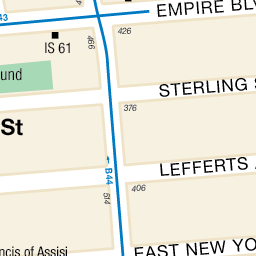 EMPIRE BLV
43
426
466
IS 61
und
STERLING S
376
St
LEFFERTS A
B44
406
514
ncis of Assisi
EAST NEW YO